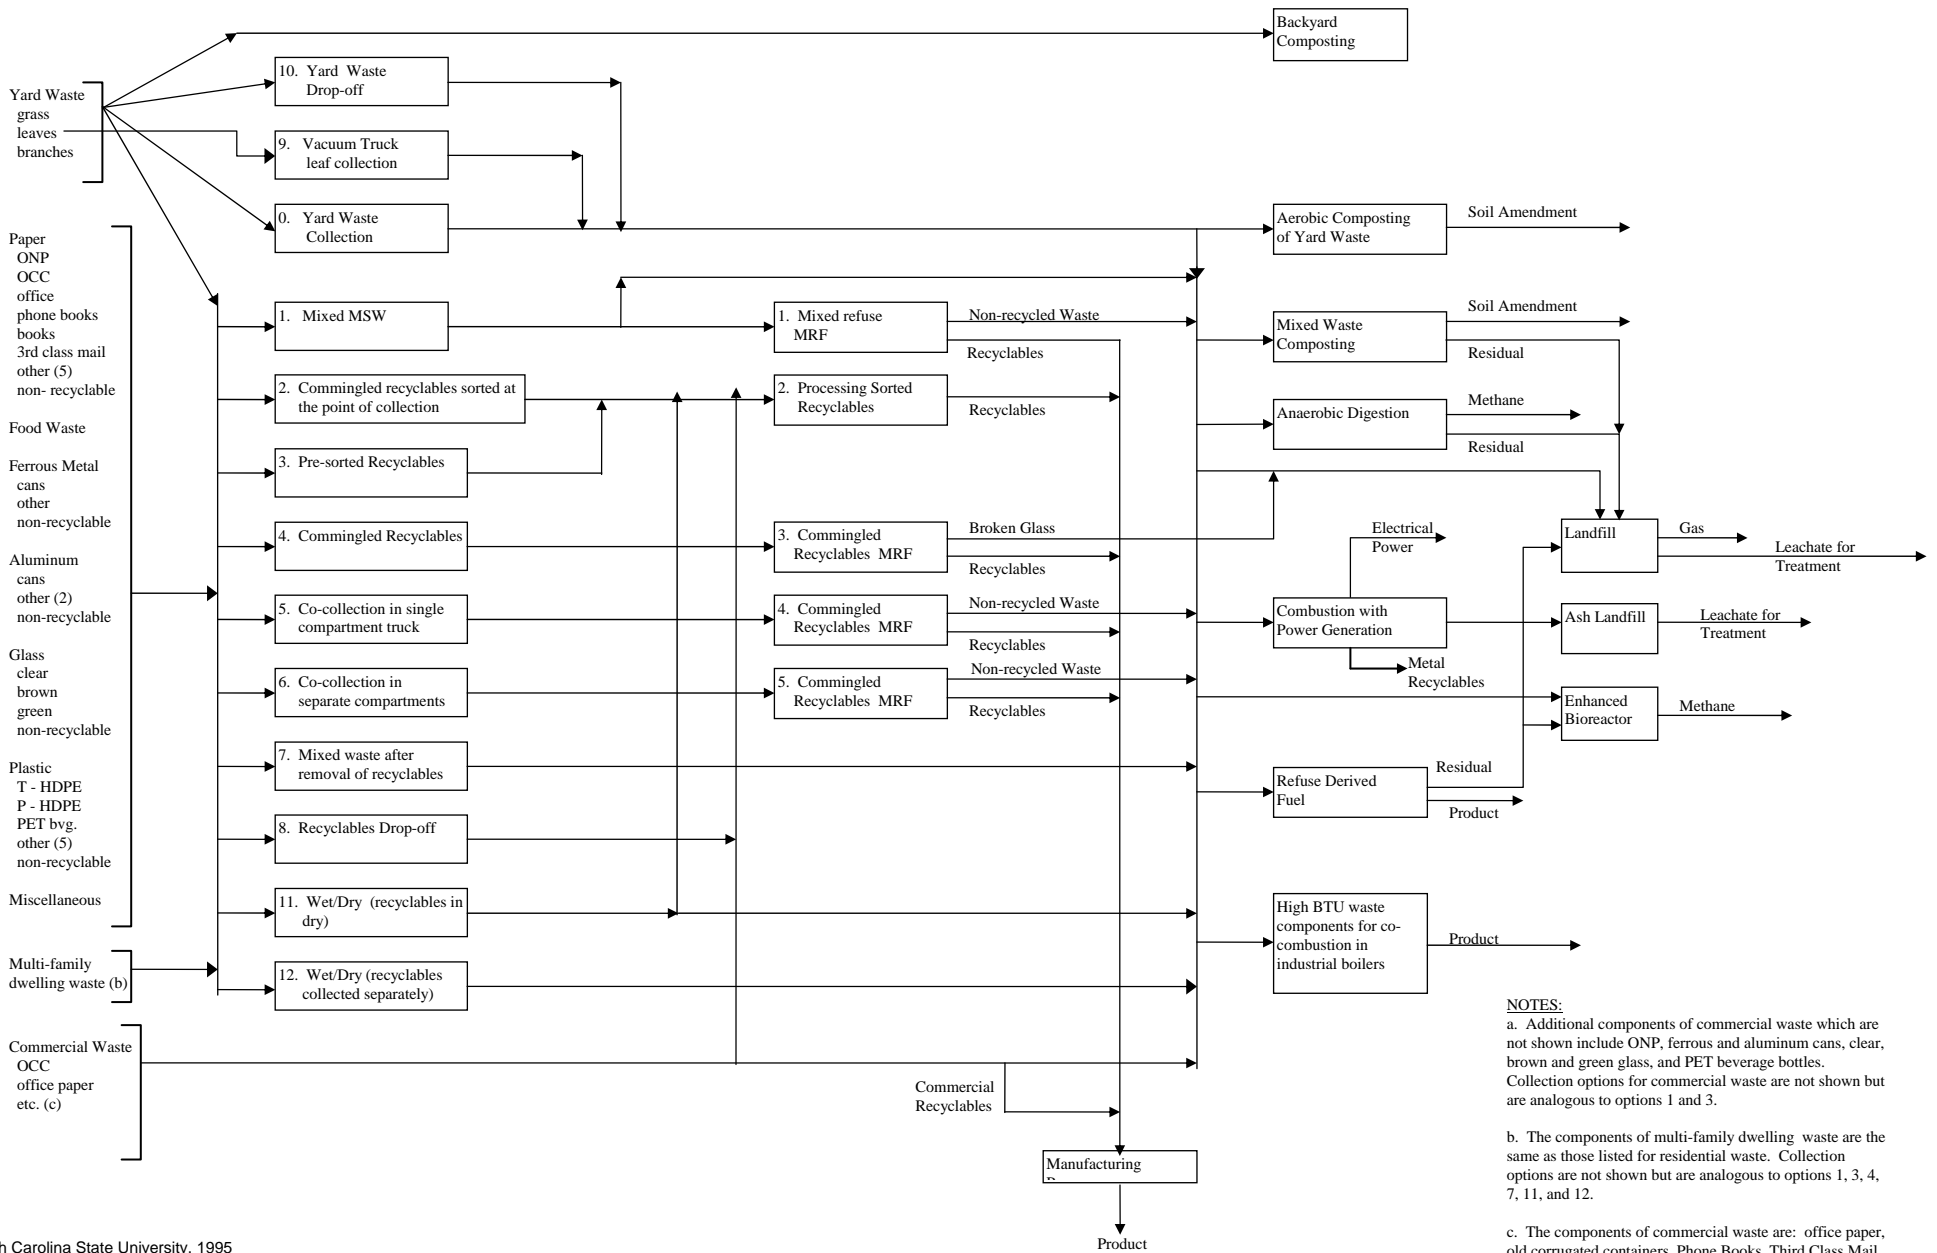 Backyard
Composting
10. Yard Waste
Drop-off
Yard Waste
grass
leaves
branches
9. Vacuum Truck
leaf collection
0. Yard Waste
Collection
Aerobic Composting
of Yard Waste
Soil Amendment
Paper
ONP
OCC
office
phone books
books
3rd class mail
other (5)
non- recyclable
Food Waste
Ferrous Metal
cans
other
non-recyclable
Aluminum
cans
other (2)
non-recyclable
Glass
clear
brown
green
non-recyclable
Plastic
T - HDPE
P - HDPE
PET bvg.
other (5)
non-recyclable
Miscellaneous
Multi-family
dwelling waste (b)
Commercial Waste
OCC
office paper
etc. (c)
1. Mixed MSW
2. Commingled recyclables sorted at
the point of collection
3. Pre-sorted Recyclables
4. Commingled Recyclables
5. Co-collection in single
compartment truck
6. Co-collection in
separate compartments
7. Mixed waste after
removal of recyclables
8. Recyclables Drop-off
11. Wet/Dry (recyclables in
dry)
12. Wet/Dry (recyclables
collected separately)
1. Mixed refuse
MRF
Non-recycled Waste
Recyclables
2. Processing Sorted
Recyclables
Recyclables
3. Commingled
Recyclables MRF
Broken Glass
Recyclables
4. Commingled
Recyclables MRF
Non-recycled Waste
Recyclables
5. Commingled
Recyclables MRF
Non-recycled Waste
Recyclables
Commercial
Recyclables
Manufacturing
Product
Mixed Waste
Composting
Soil Amendment
Residual
Anaerobic Digestion
Methane
Residual
Electrical
Power
Landfill
Gas
Leachate for
Treatment
Combustion with
Power Generation
Metal
Recyclables
Ash Landfill
Leachate for
Treatment
Enhanced
Bioreactor
Methane
Refuse Derived
Fuel
Residual
Product
High BTU waste
components for co-
combustion in
industrial boilers
Product
NOTES:
a. Additional components of commercial waste which are
not shown include ONP, ferrous and aluminum cans, clear,
brown and green glass, and PET beverage bottles.
Collection options for commercial waste are not shown but
are analogous to options 1 and 3.
b. The components of multi-family dwelling waste are the
same as those listed for residential waste. Collection
options are not shown but are analogous to options 1, 3, 4,
7, 11, and 12.
c. The components of commercial waste are: office paper,
old corrugated containers, Phone Books, Third Class Mail
Carolina State University, 1995